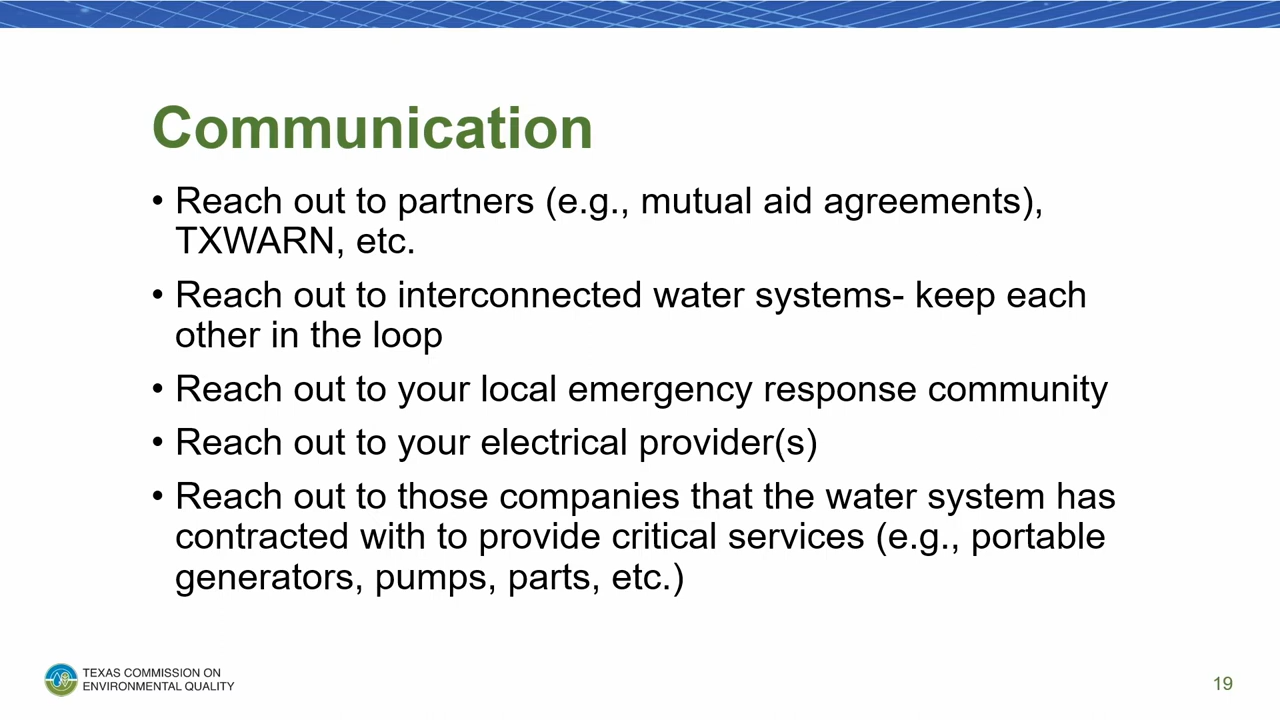 Communication
• Reach out to partners (e.g., mutual aid agreements),
TXWARN, etc.
• Reach out to interconnected water systems- keep each
other in the loop
• Reach out to your local emergency response community
• Reach out to your electrical provider(s)
• Reach out to those companies that the water system has
contracted with to provide critical services (e.g., portable
generators, pumps, parts, etc.)
TEXAS COMMISSION ON
ENVIRONMENTAL QUALITY
19